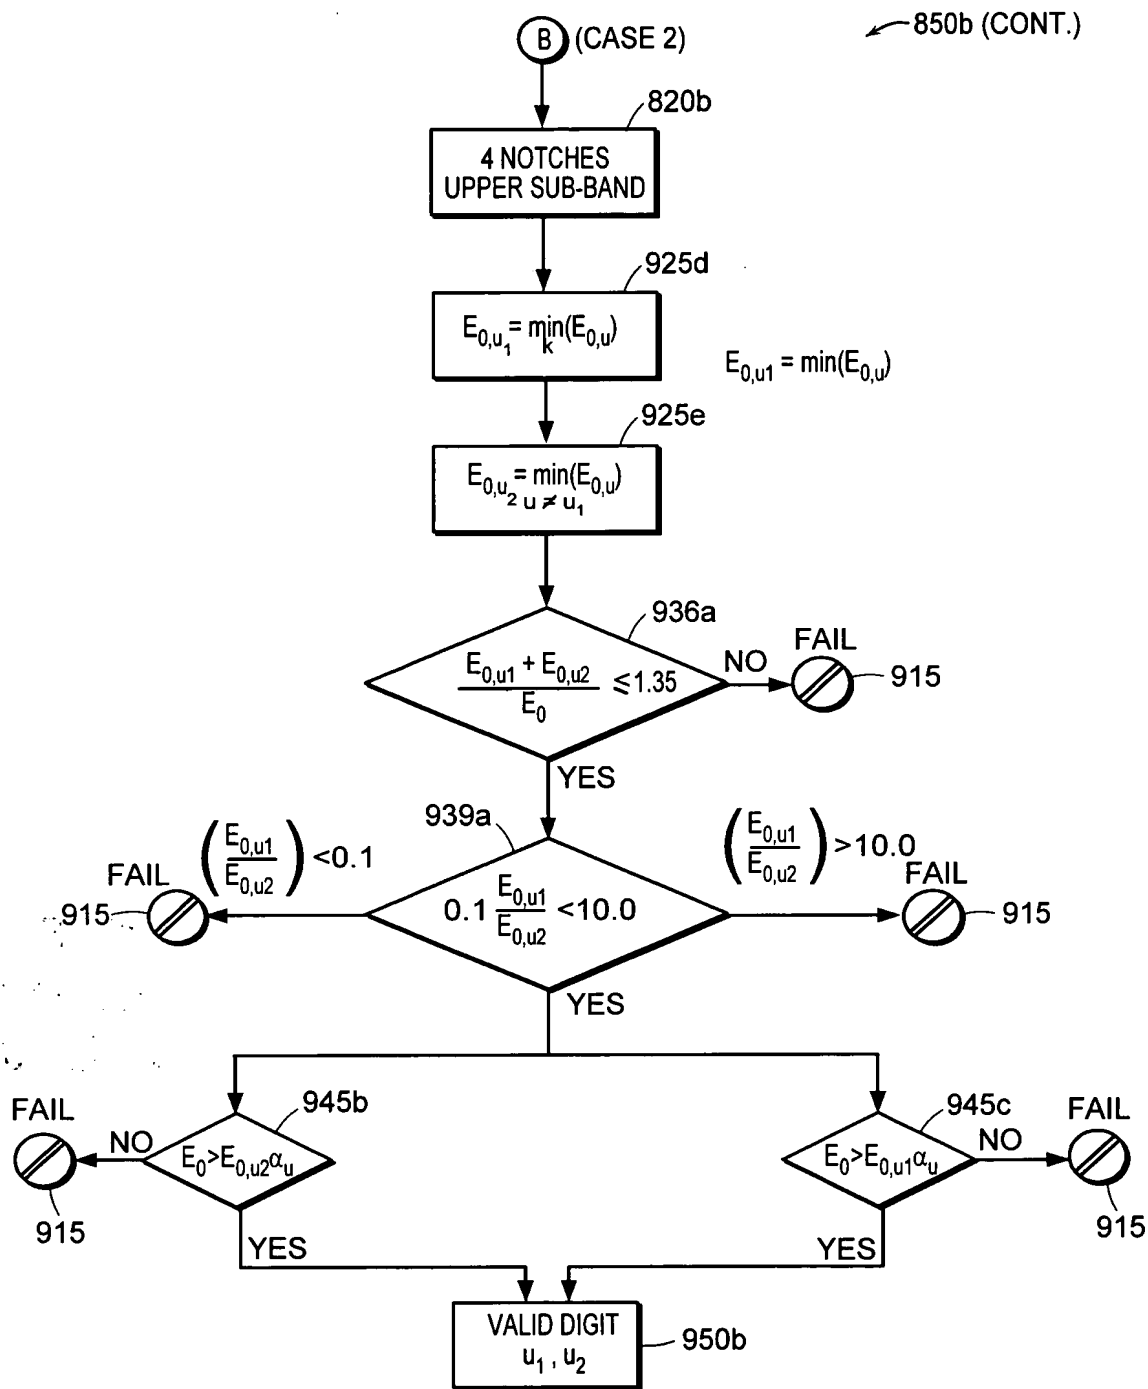 B (CASE 2)
850b (CONT.)
820b
4 NOTCHES
UPPER SUB-BAND
925d
E₀,ᵤ₁ = min(E₀,ᵤ)
k
E₀,ᵤ₁ = min(E₀,ᵤ)
925e
E₀,ᵤ₂ = min(E₀,ᵤ)
u ≠ u₁
936a
E₀,ᵤ₁ + E₀,ᵤ₂
E₀
≤1.35
NO
FAIL
915
YES
939a
(E₀,ᵤ₁ / E₀,ᵤ₂) <0.1
FAIL
915
0.1 E₀,ᵤ₁ / E₀,ᵤ₂ <10.0
(E₀,ᵤ₁ / E₀,ᵤ₂) >10.0
FAIL
915
YES
945b
FAIL
NO
E₀>E₀,ᵤ₂αᵤ
915
YES
945c
E₀>E₀,ᵤ₁αᵤ
NO
FAIL
915
YES
VALID DIGIT
u₁ , u₂
950b